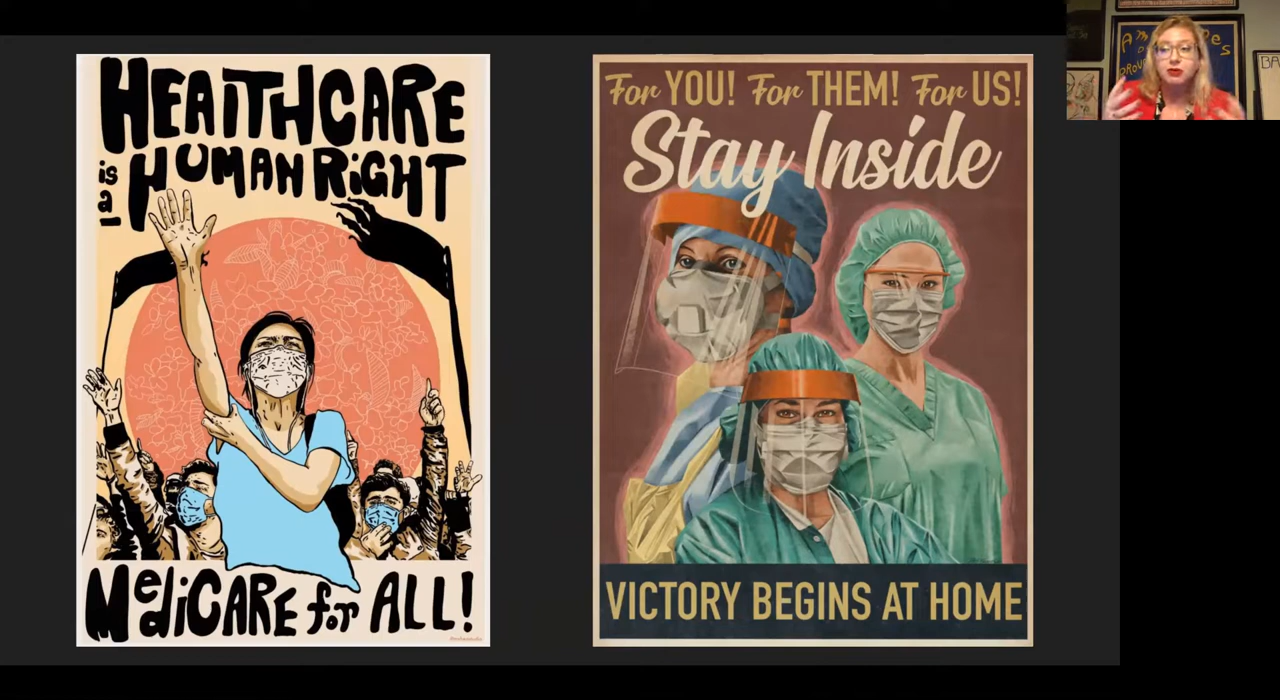 HEALTHCARE
is a HUMAN RiGHT
MediCARE for ALL!
For YOU! For THEM! For US!
Stay Inside
VICTORY BEGINS AT HOME